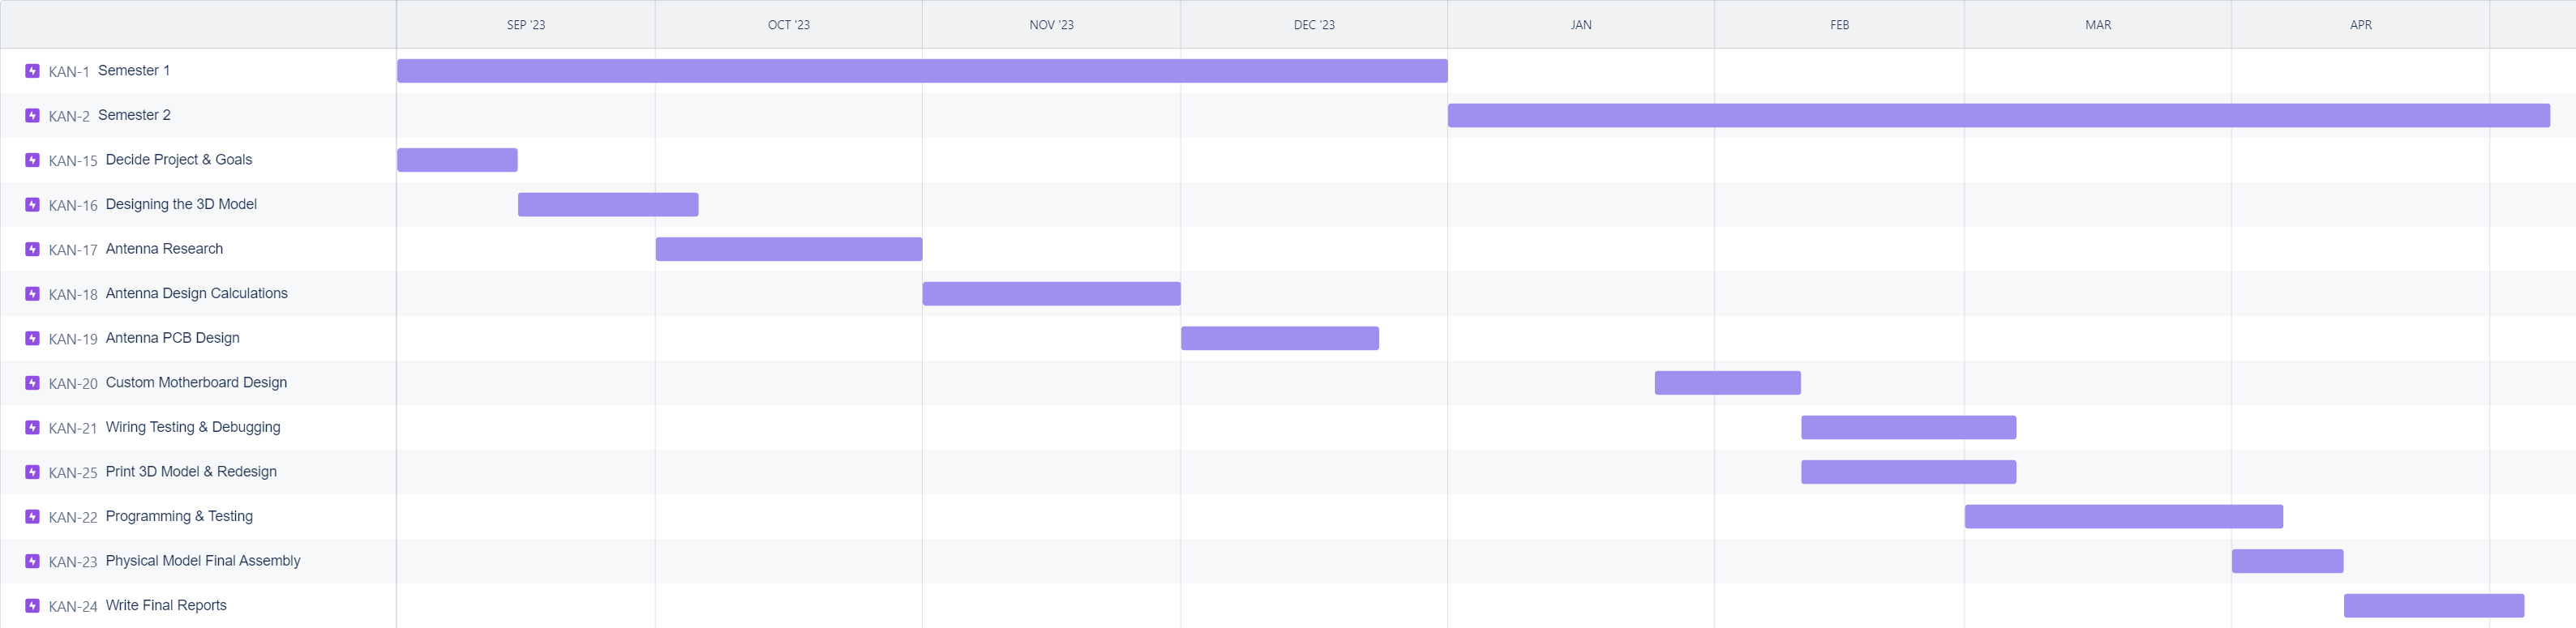 SEP '23 OCT '23 NOV '23 DEC '23 JAN FEB MAR APR
KAN-1 Semester 1
KAN-2 Semester 2
KAN-15 Decide Project & Goals
KAN-16 Designing the 3D Model
KAN-17 Antenna Research
KAN-18 Antenna Design Calculations
KAN-19 Antenna PCB Design
KAN-20 Custom Motherboard Design
KAN-21 Wiring Testing & Debugging
KAN-25 Print 3D Model & Redesign
KAN-22 Programming & Testing
KAN-23 Physical Model Final Assembly
KAN-24 Write Final Reports